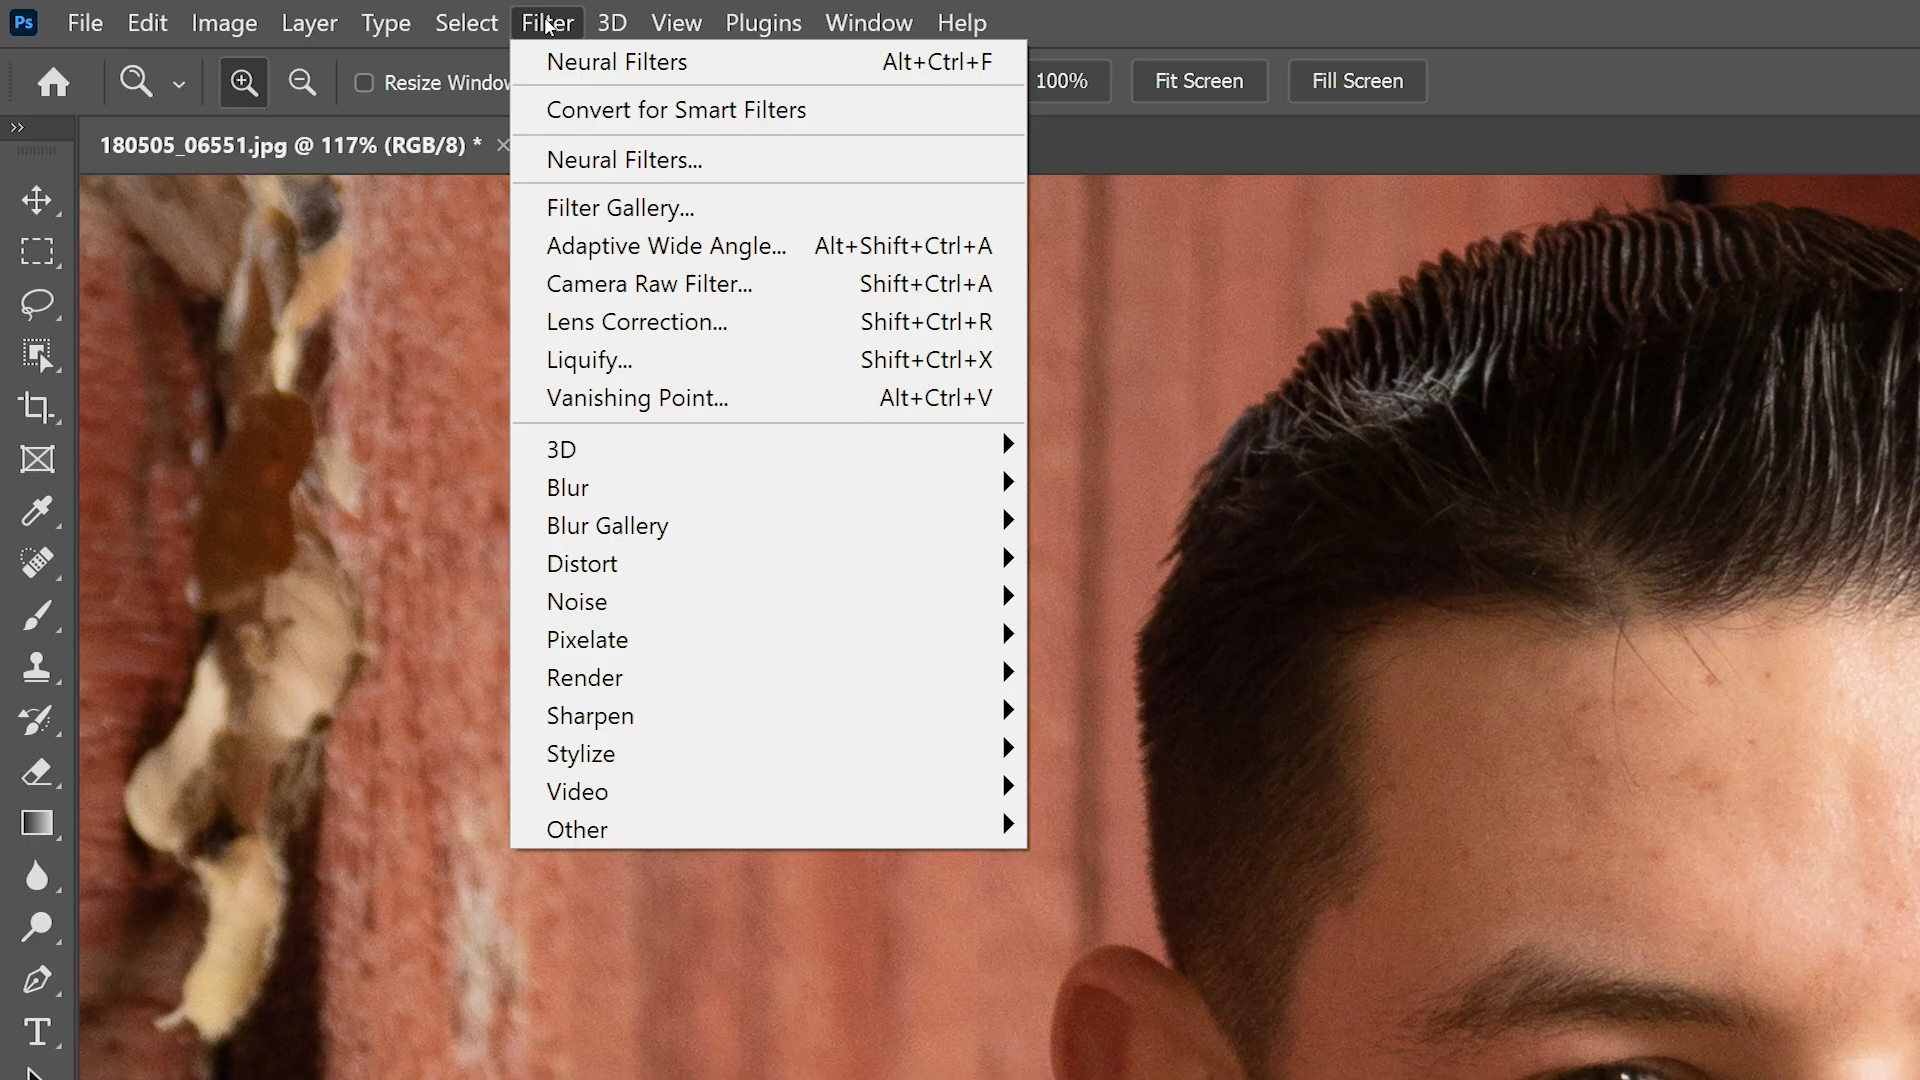 Ps File Edit Image Layer Type Select Filter 3D View Plugins Window Help
Resize Window 100% Fit Screen Fill Screen
180505_06551.jpg @ 117% (RGB/8) * ×
Neural Filters Alt+Ctrl+F
Convert for Smart Filters
Neural Filters...
Filter Gallery...
Adaptive Wide Angle... Alt+Shift+Ctrl+A
Camera Raw Filter... Shift+Ctrl+A
Lens Correction... Shift+Ctrl+R
Liquify... Shift+Ctrl+X
Vanishing Point... Alt+Ctrl+V
3D
Blur
Blur Gallery
Distort
Noise
Pixelate
Render
Sharpen
Stylize
Video
Other